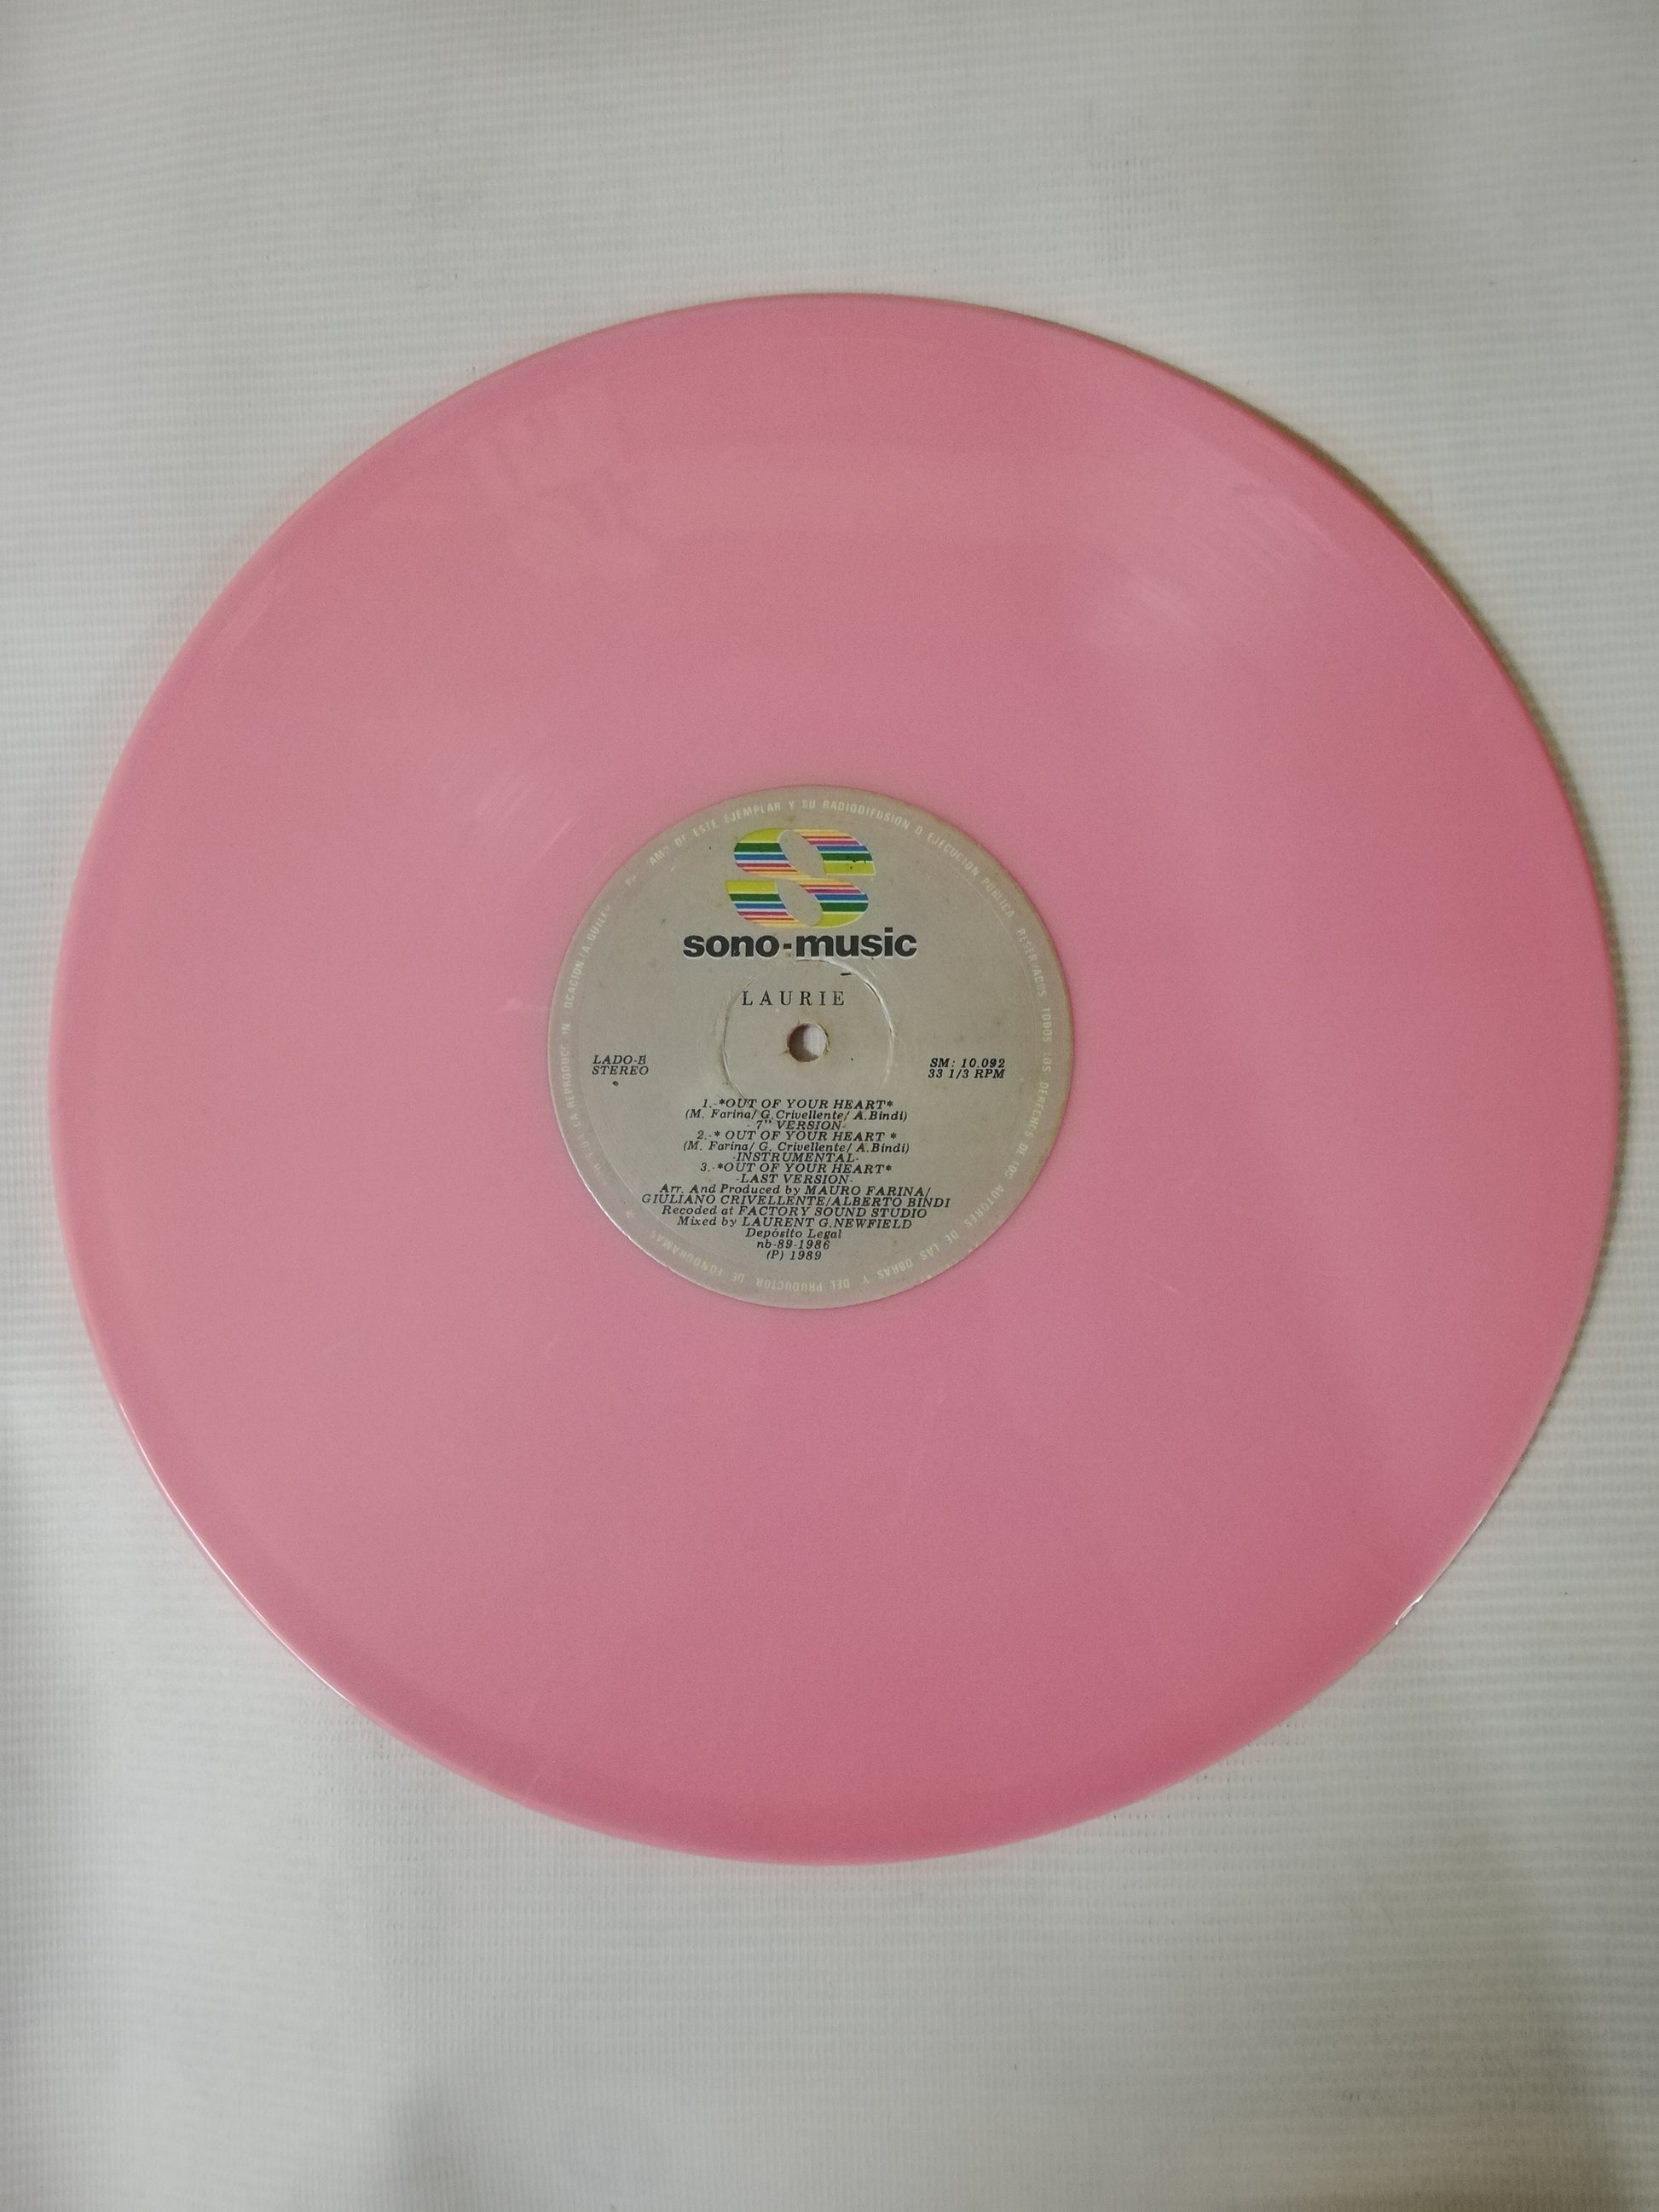 sono-music
LAURIE
LADO-B
STEREO
SM: 10.092
33 1/3 RPM
1.-*OUT OF YOUR HEART*
(M. Farina/ G.Crivellente/ A.Bindi)
- 7" VERSION-
2.-* OUT OF YOUR HEART *
(M. Farina/ G. Crivellente/ A.Bindi)
-INSTRUMENTAL-
3.-*OUT OF YOUR HEART*
-LAST VERSION-
Arr. And Produced by MAURO FARINA/
GIULIANO CRIVELLENTE/ALBERTO BINDI
Recoded at FACTORY SOUND STUDIO
Mixed by LAURENT G.NEWFIELD
Depósito Legal
nb-89-1986
(P) 1989
DE ESTE EJEMPLAR Y SU RADIODIFUSION O EJECUCION PUBLICA. TODOS DE AUTORES DE LAS OBRAS Y DEL PRODUCTOR DE FONOGRAMAS